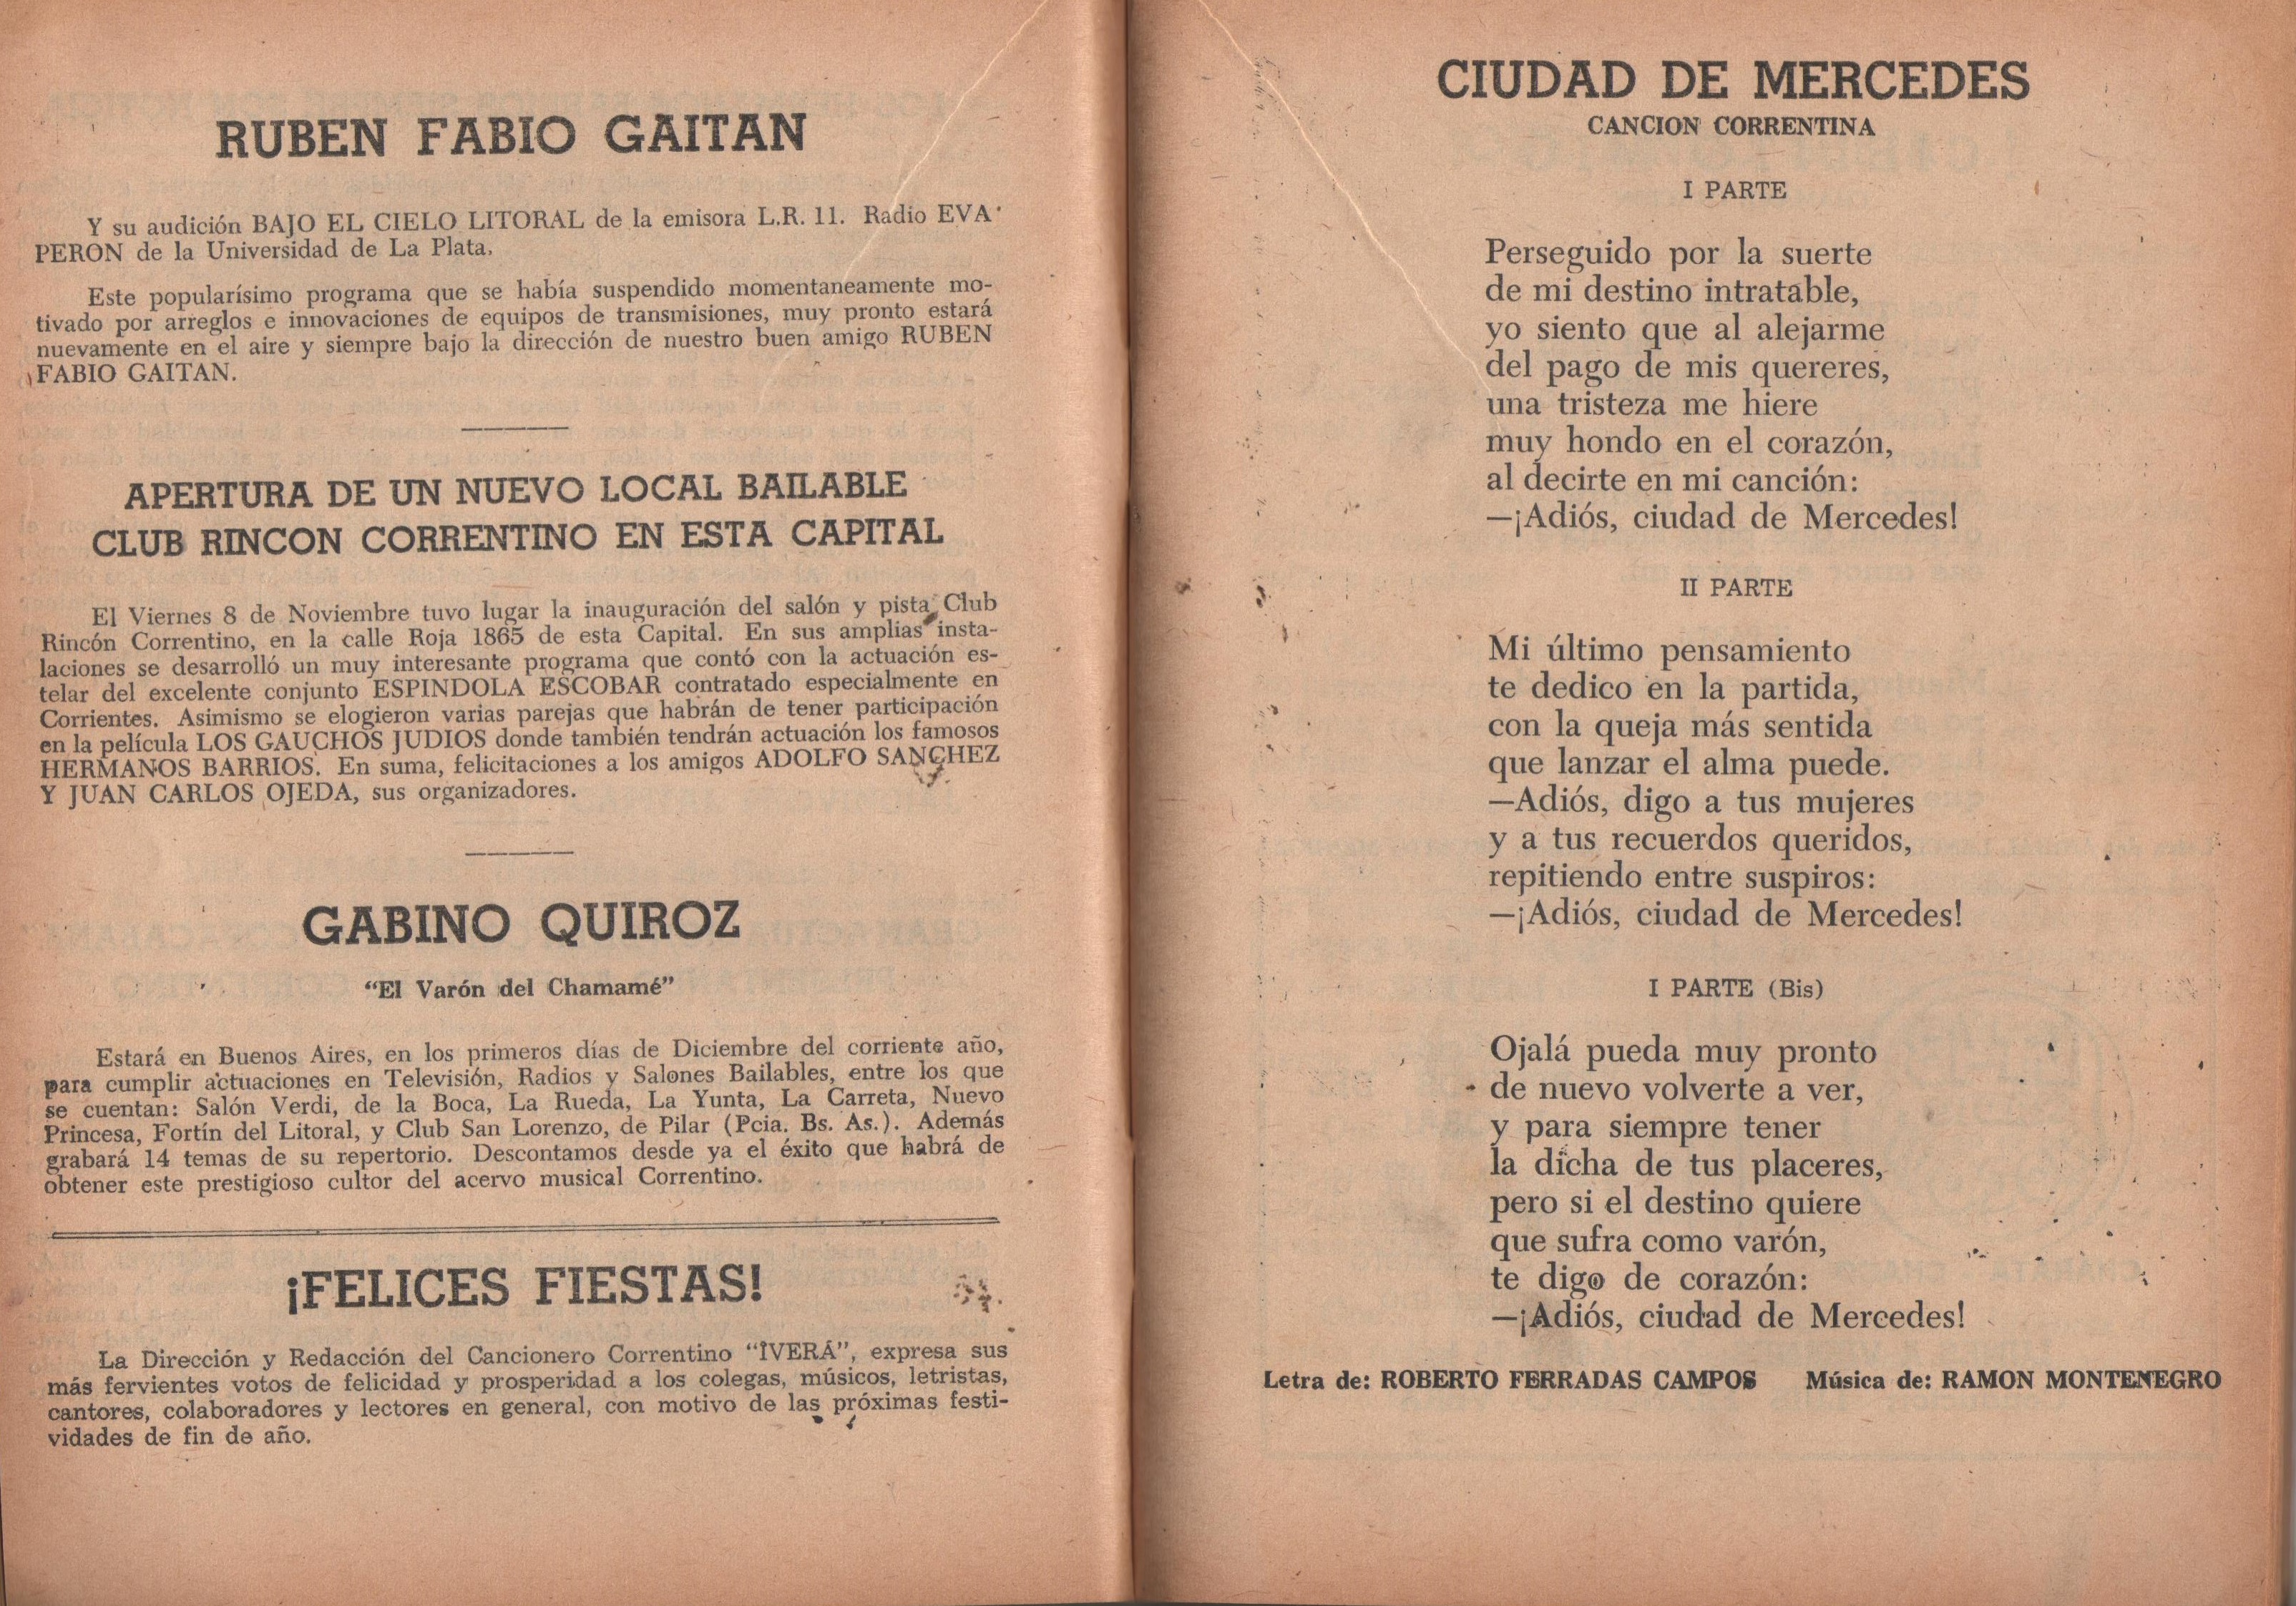 RUBEN FABIO GAITAN
Y su audición BAJO EL CIELO LITORAL de la emisora L.R. 11. Radio EVA
PERON de la Universidad de La Plata.
Este popularísimo programa que se había suspendido momentaneamente mo-
tivado por arreglos e innovaciones de equipos de transmisiones, muy pronto estará
nuevamente en el aire y siempre bajo la dirección de nuestro buen amigo RUBEN
FABIO GAITAN.
APERTURA DE UN NUEVO LOCAL BAILABLE
CLUB RINCON CORRENTINO EN ESTA CAPITAL
El Viernes 8 de Noviembre tuvo lugar la inauguración del salón y pista Club
Rincón Correntino, en la calle Roja 1865 de esta Capital. En sus amplias insta-
laciones se desarrolló un muy interesante programa que contó con la actuación es-
telar del excelente conjunto ESPINDOLA ESCOBAR contratado especialmente en
Corrientes. Asimismo se elogieron varias parejas que habrán de tener participación
en la película LOS GAUCHOS JUDIOS donde también tendrán actuación los famosos
HERMANOS BARRIOS. En suma, felicitaciones a los amigos ADOLFO SANCHEZ
Y JUAN CARLOS OJEDA, sus organizadores.
GABINO QUIROZ
“El Varón del Chamamé”
Estará en Buenos Aires, en los primeros días de Diciembre del corriente año,
para cumplir actuaciones en Televisión, Radios y Salones Bailables, entre los que
se cuentan: Salón Verdi, de la Boca, La Rueda, La Yunta, La Carreta, Nuevo
Princesa, Fortín del Litoral, y Club San Lorenzo, de Pilar (Pcia. Bs. As.). Además
grabará 14 temas de su repertorio. Descontamos desde ya el éxito que habrá de
obtener este prestigioso cultor del acervo musical Correntino.
¡FELICES FIESTAS!
La Dirección y Redacción del Cancionero Correntino “IVERÁ”, expresa sus
más fervientes votos de felicidad y prosperidad a los colegas, músicos, letristas,
cantores, colaboradores y lectores en general, con motivo de las próximas festi-
vidades de fin de año.
CIUDAD DE MERCEDES
CANCION CORRENTINA
I PARTE
Perseguido por la suerte
de mi destino intratable,
yo siento que al alejarme
del pago de mis quereres,
una tristeza me hiere
muy hondo en el corazón,
al decirte en mi canción:
—¡Adiós, ciudad de Mercedes!
II PARTE
Mi último pensamiento
te dedico en la partida,
con la queja más sentida
que lanzar el alma puede.
—Adiós, digo a tus mujeres
y a tus recuerdos queridos,
repitiendo entre suspiros:
—¡Adiós, ciudad de Mercedes!
I PARTE (Bis)
Ojalá pueda muy pronto
de nuevo volverte a ver,
y para siempre tener
la dicha de tus placeres,
pero si el destino quiere
que sufra como varón,
te digo de corazón:
—¡Adiós, ciudad de Mercedes!
Letra de: ROBERTO FERRADAS CAMPOS Música de: RAMON MONTENEGRO